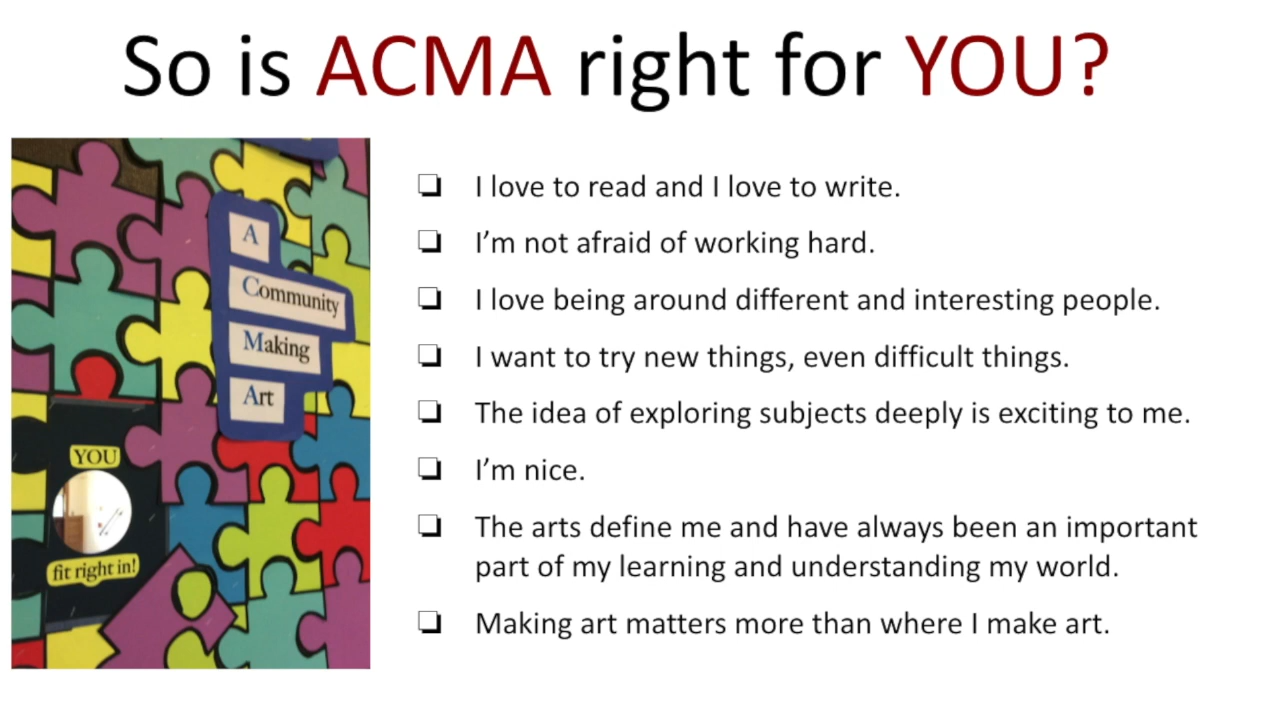 So is ACMA right for YOU?
A
Community
Making
Art
YOU
fit right in!
❏ I love to read and I love to write.
❏ I’m not afraid of working hard.
❏ I love being around different and interesting people.
❏ I want to try new things, even difficult things.
❏ The idea of exploring subjects deeply is exciting to me.
❏ I’m nice.
❏ The arts define me and have always been an important
part of my learning and understanding my world.
❏ Making art matters more than where I make art.